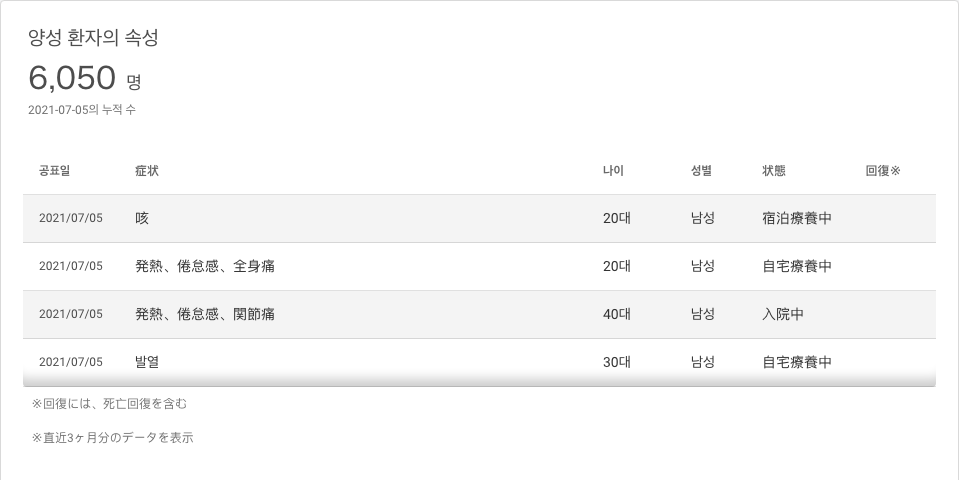 양성 환자의 속성
6,050 명
2021-07-05의 누적 수
공표일 症状 나이 성별 状態 回復※
2021/07/05 咳 20대 남성 宿泊療養中
2021/07/05 発熱、倦怠感、全身痛 20대 남성 自宅療養中
2021/07/05 発熱、倦怠感、関節痛 40대 남성 入院中
2021/07/05 발열 30대 남성 自宅療養中
※回復には、死亡回復を含む
※直近3ヶ月分のデータを表示